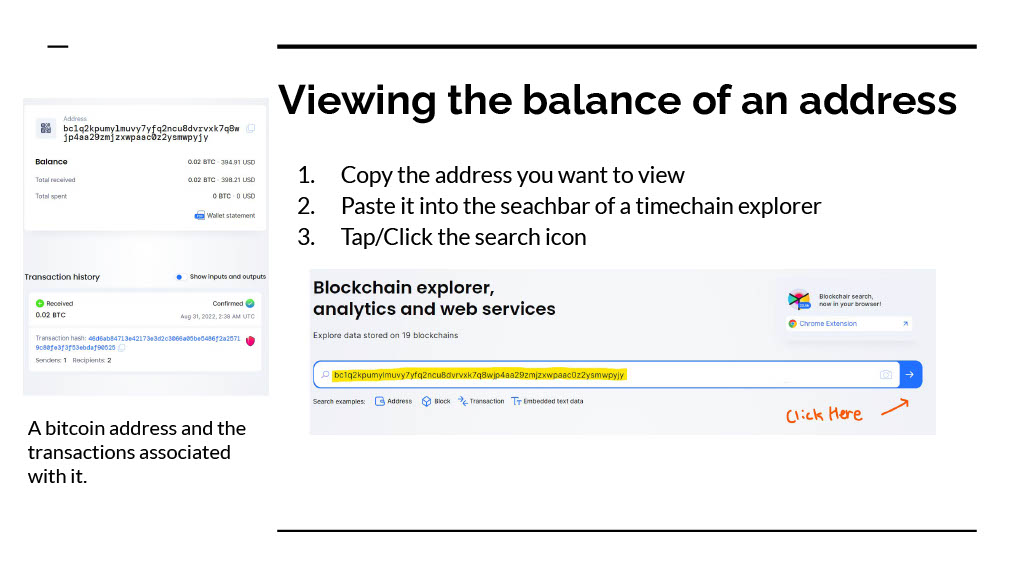 Viewing the balance of an address
Address
bc1q2kpumylmuvy7yfq2ncu8dvrvxk7q8w
jp4aa29zmjzxwpaac0z2ysmwpyjy
Balance 0.02 BTC · 394.91 USD
Total received 0.02 BTC · 398.21 USD
Total spent 0 BTC · 0 USD
Wallet statement
Transaction history Show inputs and outputs
Received Confirmed
0.02 BTC Aug 31, 2022, 2:36 AM UTC
Transaction hash:
Senders: 1 Recipients: 2
A bitcoin address and the
transactions associated
with it.
1. Copy the address you want to view
2. Paste it into the seachbar of a timechain explorer
3. Tap/Click the search icon
Blockchain explorer,
analytics and web services
Explore data stored on 19 blockchains
Blockchair search,
now in your browser!
Chrome Extension
bc1q2kpumylmuvy7yfq2ncu8dvrvxk7q8wjp4aa29zmjzxwpaac0z2ysmwpyjy
Search examples: Address Block Transaction Embedded text data
Click Here